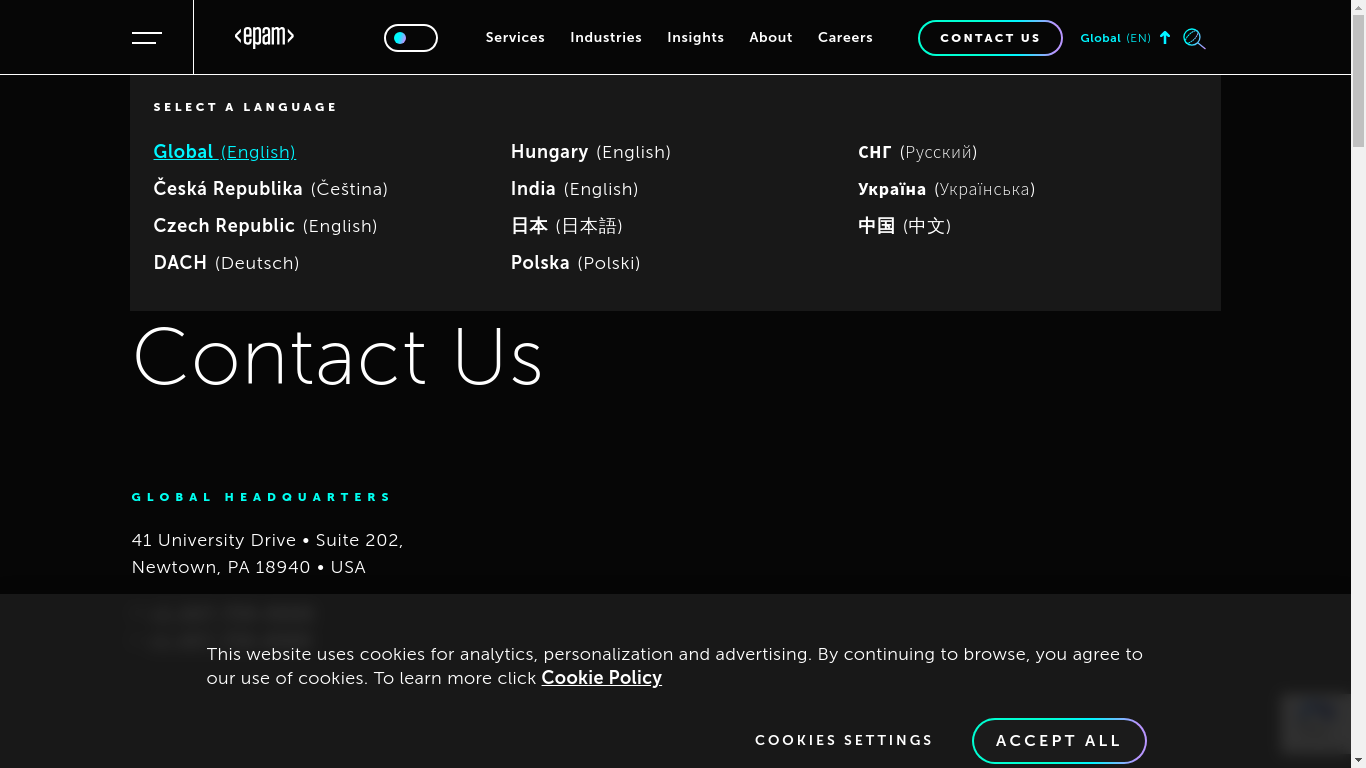 <epam>
Services Industries Insights About Careers CONTACT US Global (EN)
SELECT A LANGUAGE
Global (English)
Česká Republika (Čeština)
Czech Republic (English)
DACH (Deutsch)
Hungary (English)
India (English)
日本 (日本語)
Polska (Polski)
СНГ (Русский)
Україна (Українська)
中国 (中文)
Contact Us
GLOBAL HEADQUARTERS
41 University Drive • Suite 202,
Newtown, PA 18940 • USA
This website uses cookies for analytics, personalization and advertising. By continuing to browse, you agree to
our use of cookies. To learn more click Cookie Policy
COOKIES SETTINGS ACCEPT ALL